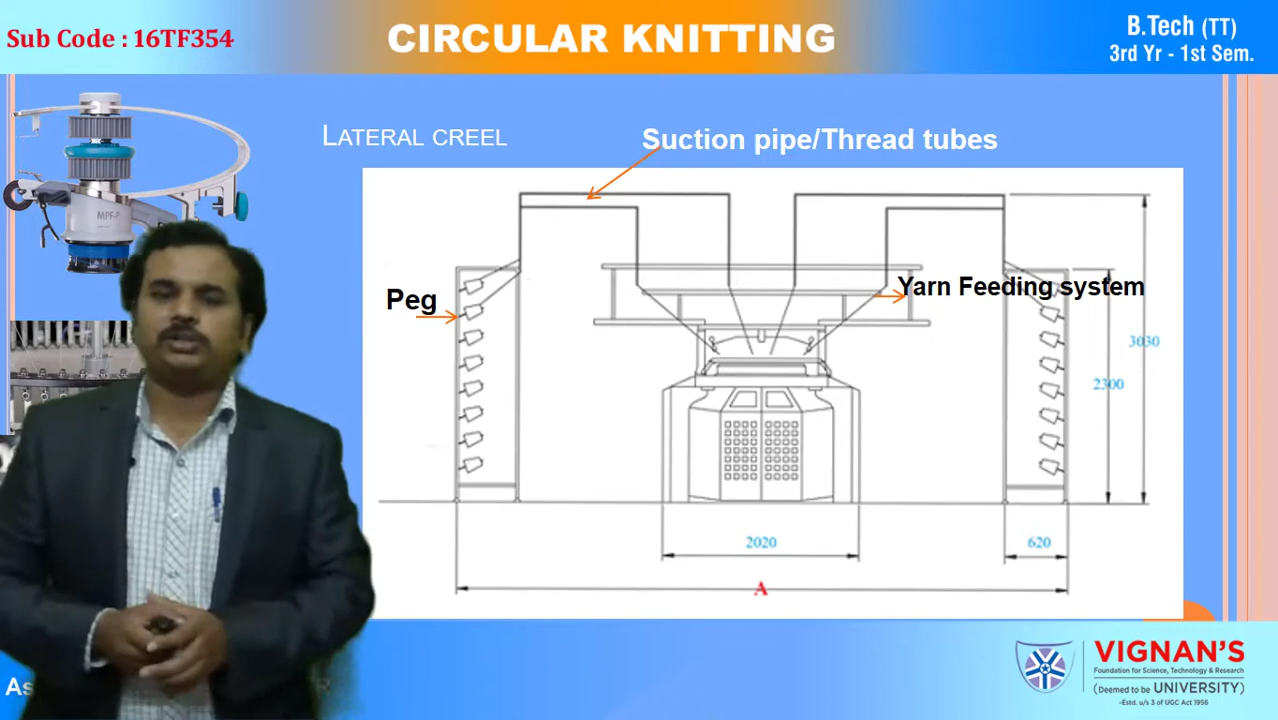 Sub Code : 16TF354
CIRCULAR KNITTING
B.Tech (TT)
3rd Yr - 1st Sem.
LATERAL CREEL
Suction pipe/Thread tubes
MPF-P
Peg
Yarn Feeding system
3030
2300
2020
620
A
VIGNAN'S
Foundation for Science, Technology & Research
(Deemed to be UNIVERSITY)
-Estd. u/s 3 of UGC Act 1956
As